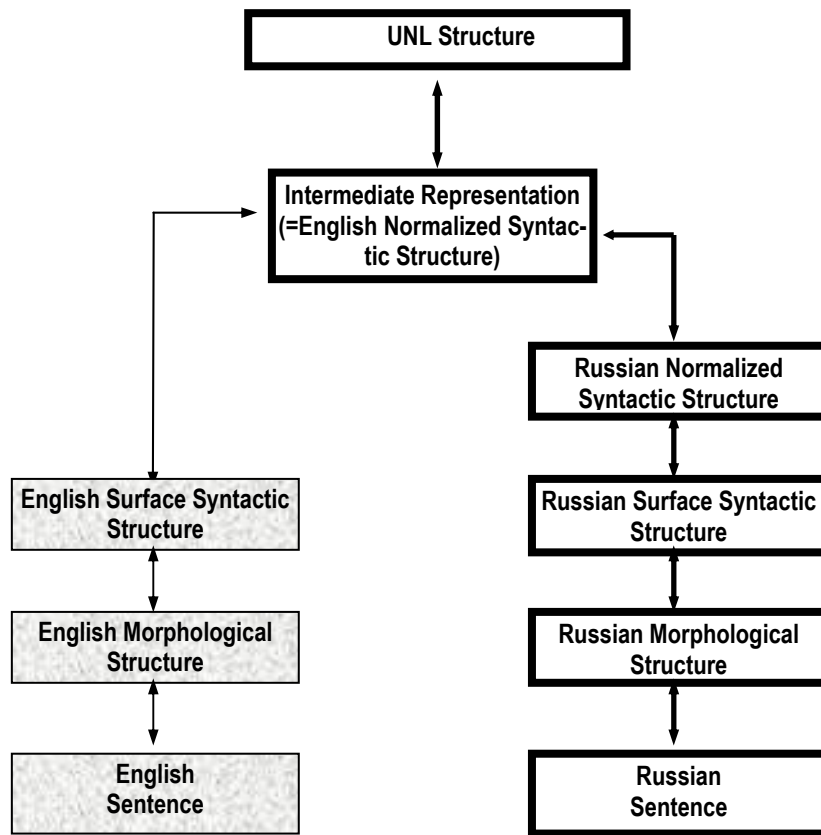 UNL Structure
Intermediate Representation
(=English Normalized Syntac-
tic Structure)
Russian Normalized
Syntactic Structure
English Surface Syntactic
Structure
Russian Surface Syntactic
Structure
English Morphological
Structure
Russian Morphological
Structure
English
Sentence
Russian
Sentence